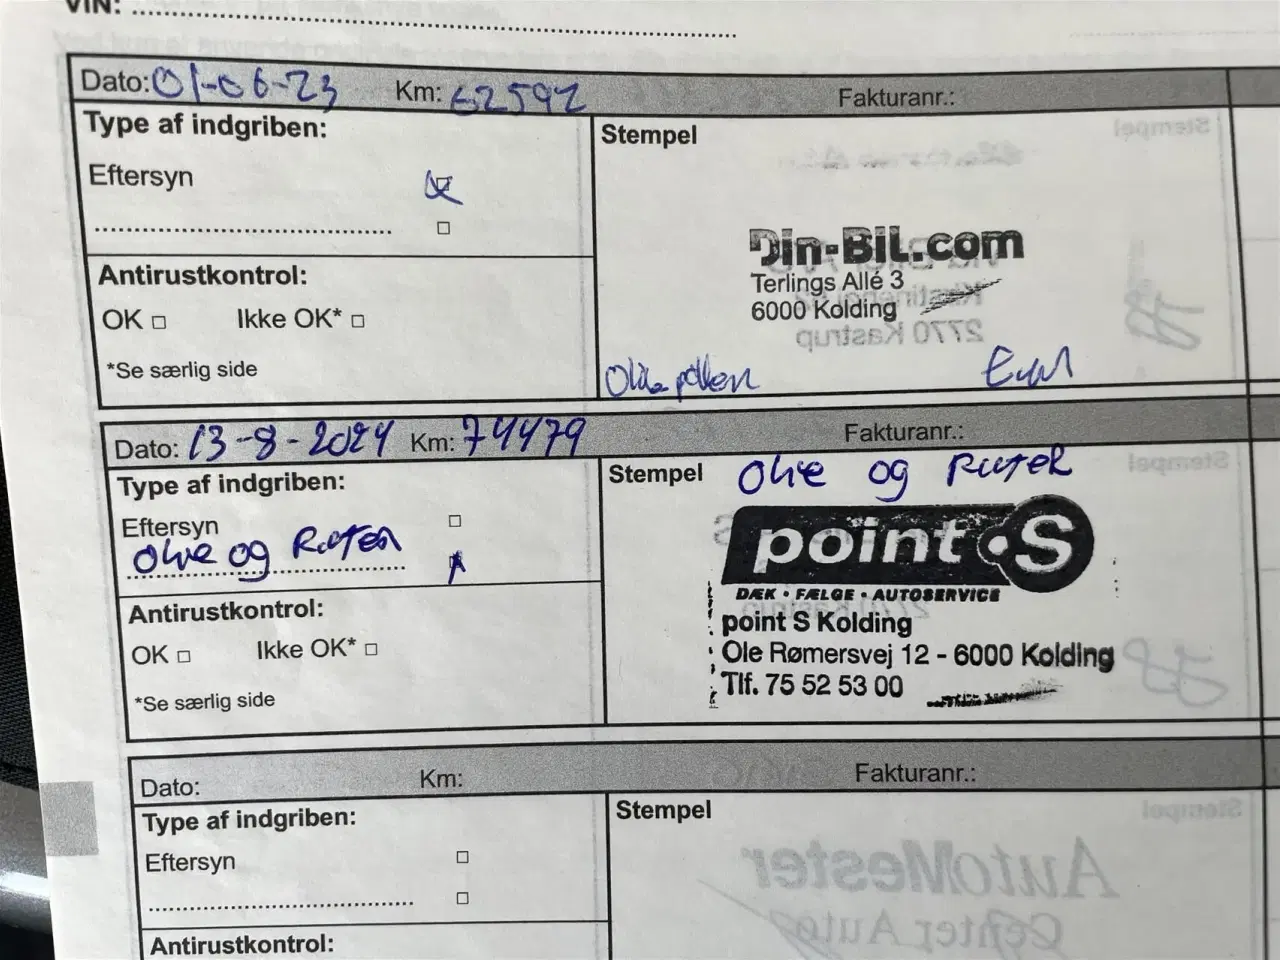 VIN:
Dato: 01-06-23 Km: 62592 Fakturanr.:
Type af indgriben:
Eftersyn
Antirustkontrol:
OK □ Ikke OK* □
*Se særlig side
Stempel
Din-Bil.com
Terlings Allé 3
6000 Kolding
Olie pollen
Dato: 13-8-2024 Km: 74479 Fakturanr.:
Type af indgriben:
Eftersyn □
Olie og Filter
Antirustkontrol:
OK □ Ikke OK* □
*Se særlig side
Stempel
Olie og Filter
point S
DÆK • FÆLGE • AUTOSERVICE
point S Kolding
Ole Rømersvej 12 - 6000 Kolding
Tlf. 75 52 53 00
Dato: Km: Fakturanr.:
Type af indgriben:
Eftersyn □
Antirustkontrol:
Stempel
AutoMester
Center Auto